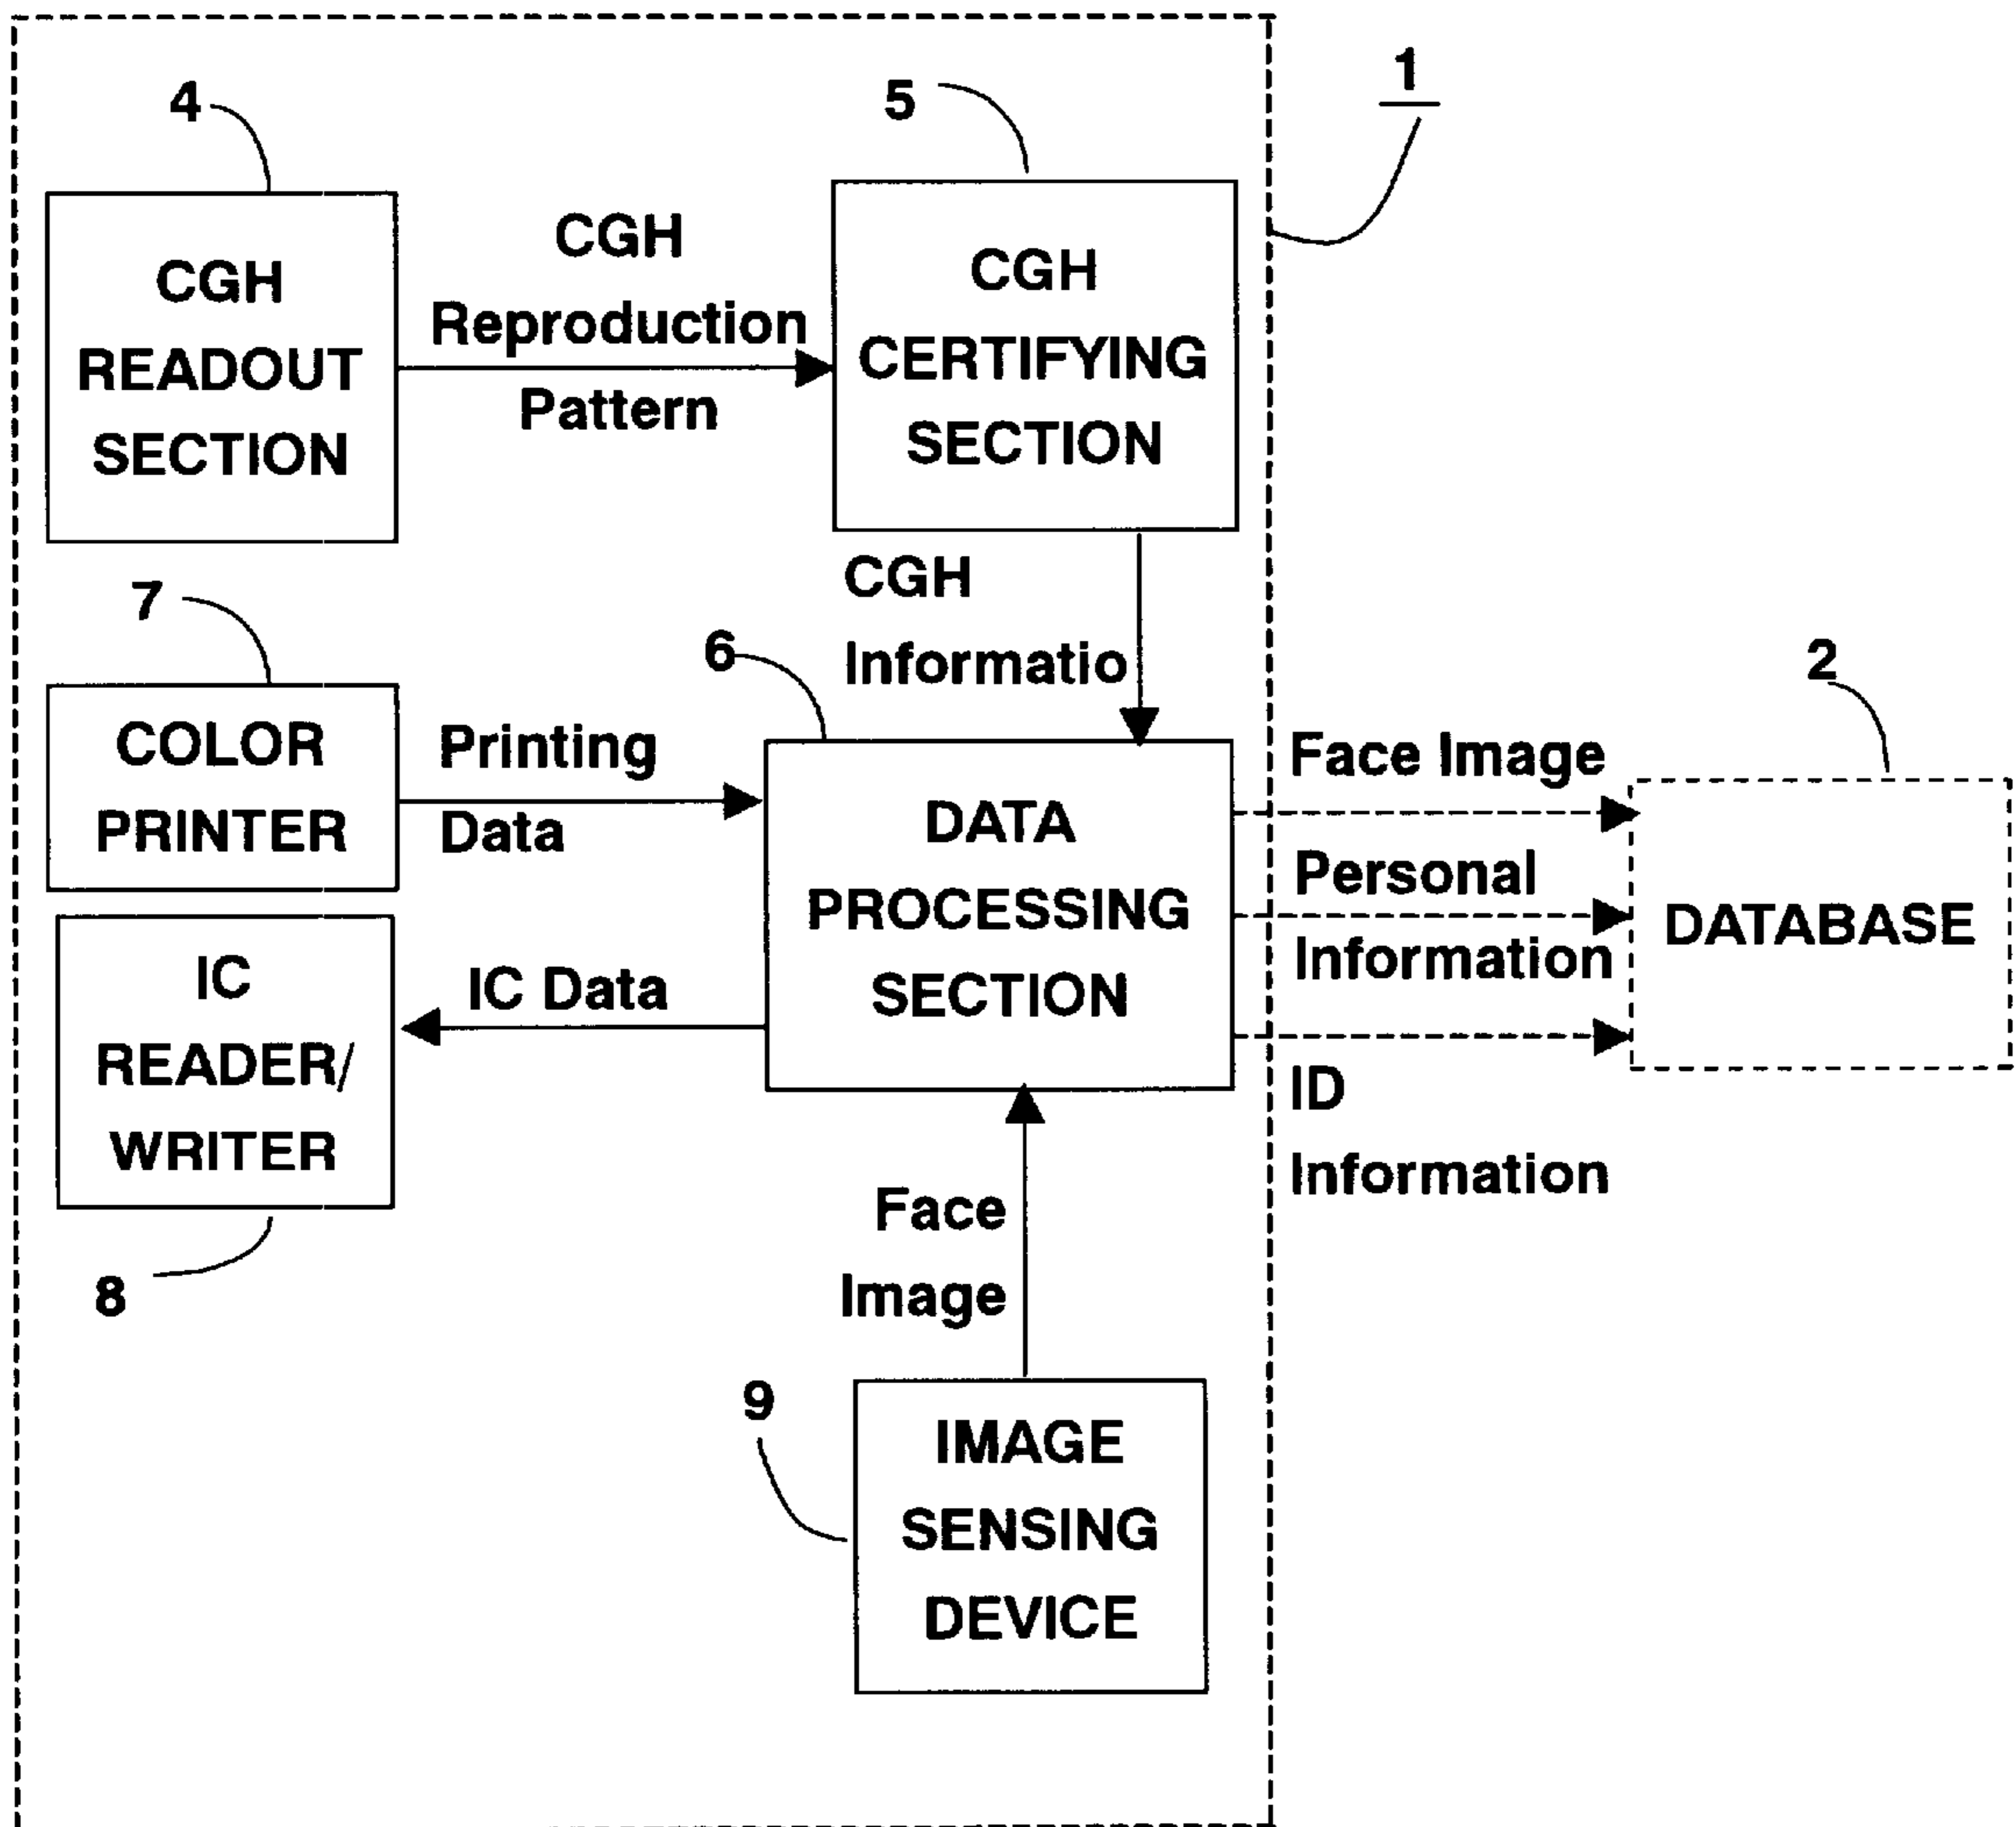 1
4
5
CGH
READOUT
SECTION
CGH
Reproduction
Pattern
CGH
CERTIFYING
SECTION
CGH
Informatio
7
6
2
COLOR
PRINTER
Printing
Data
DATA
PROCESSING
SECTION
Face Image
Personal
Information
ID
Information
DATABASE
IC
READER/
WRITER
IC Data
8
Face
Image
9
IMAGE
SENSING
DEVICE